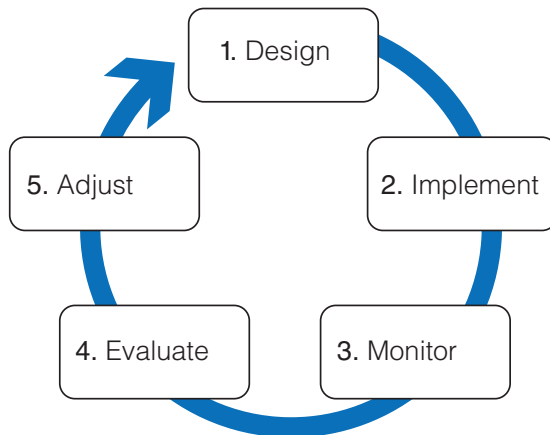 1. Design
2. Implement
3. Monitor
4. Evaluate
5. Adjust